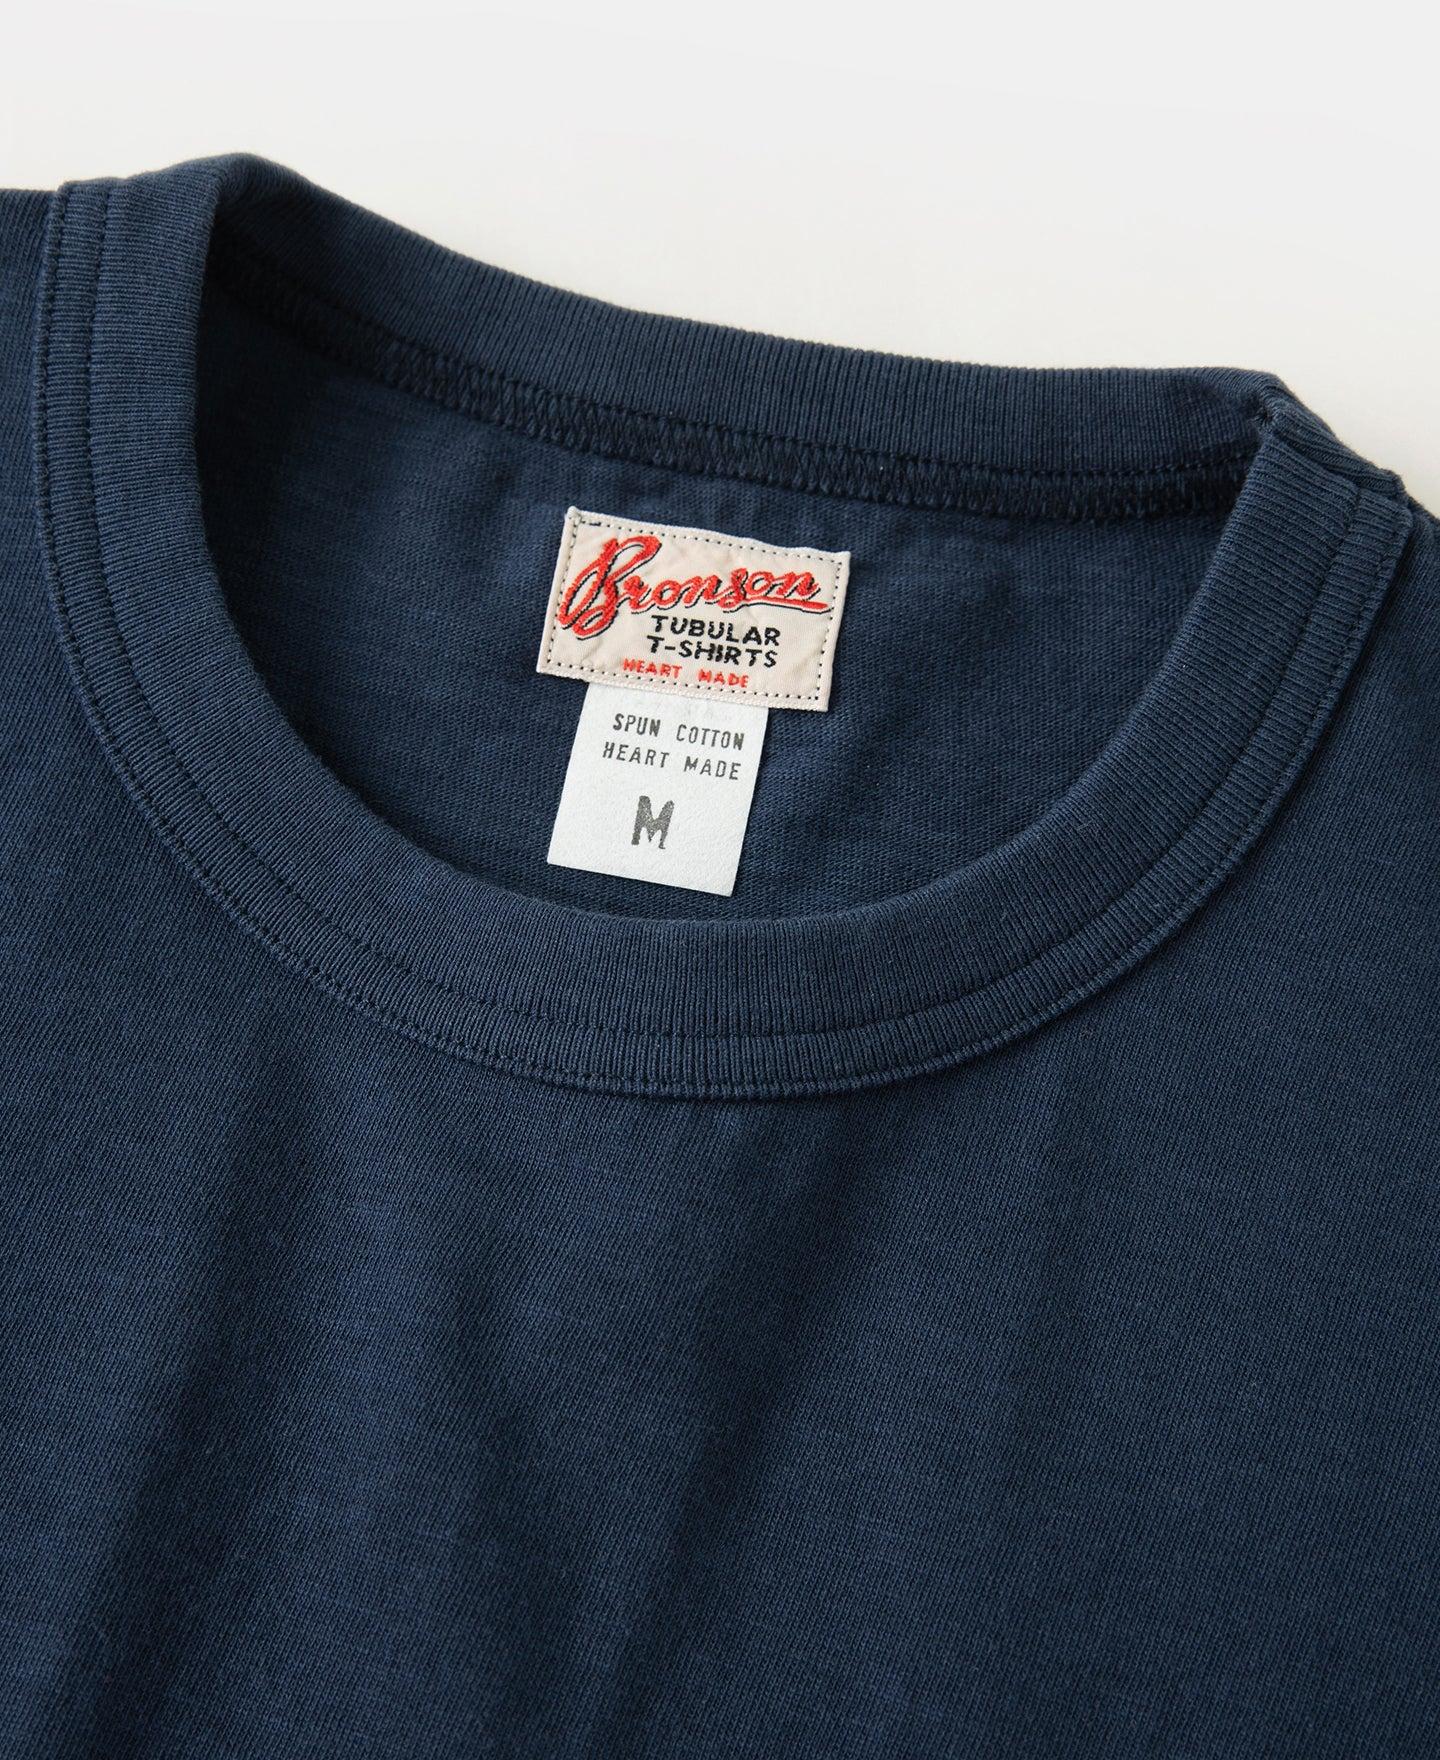 Bronson
TUBULAR
T-SHIRTS
HEART MADE
SPUN COTTON
HEART MADE
M